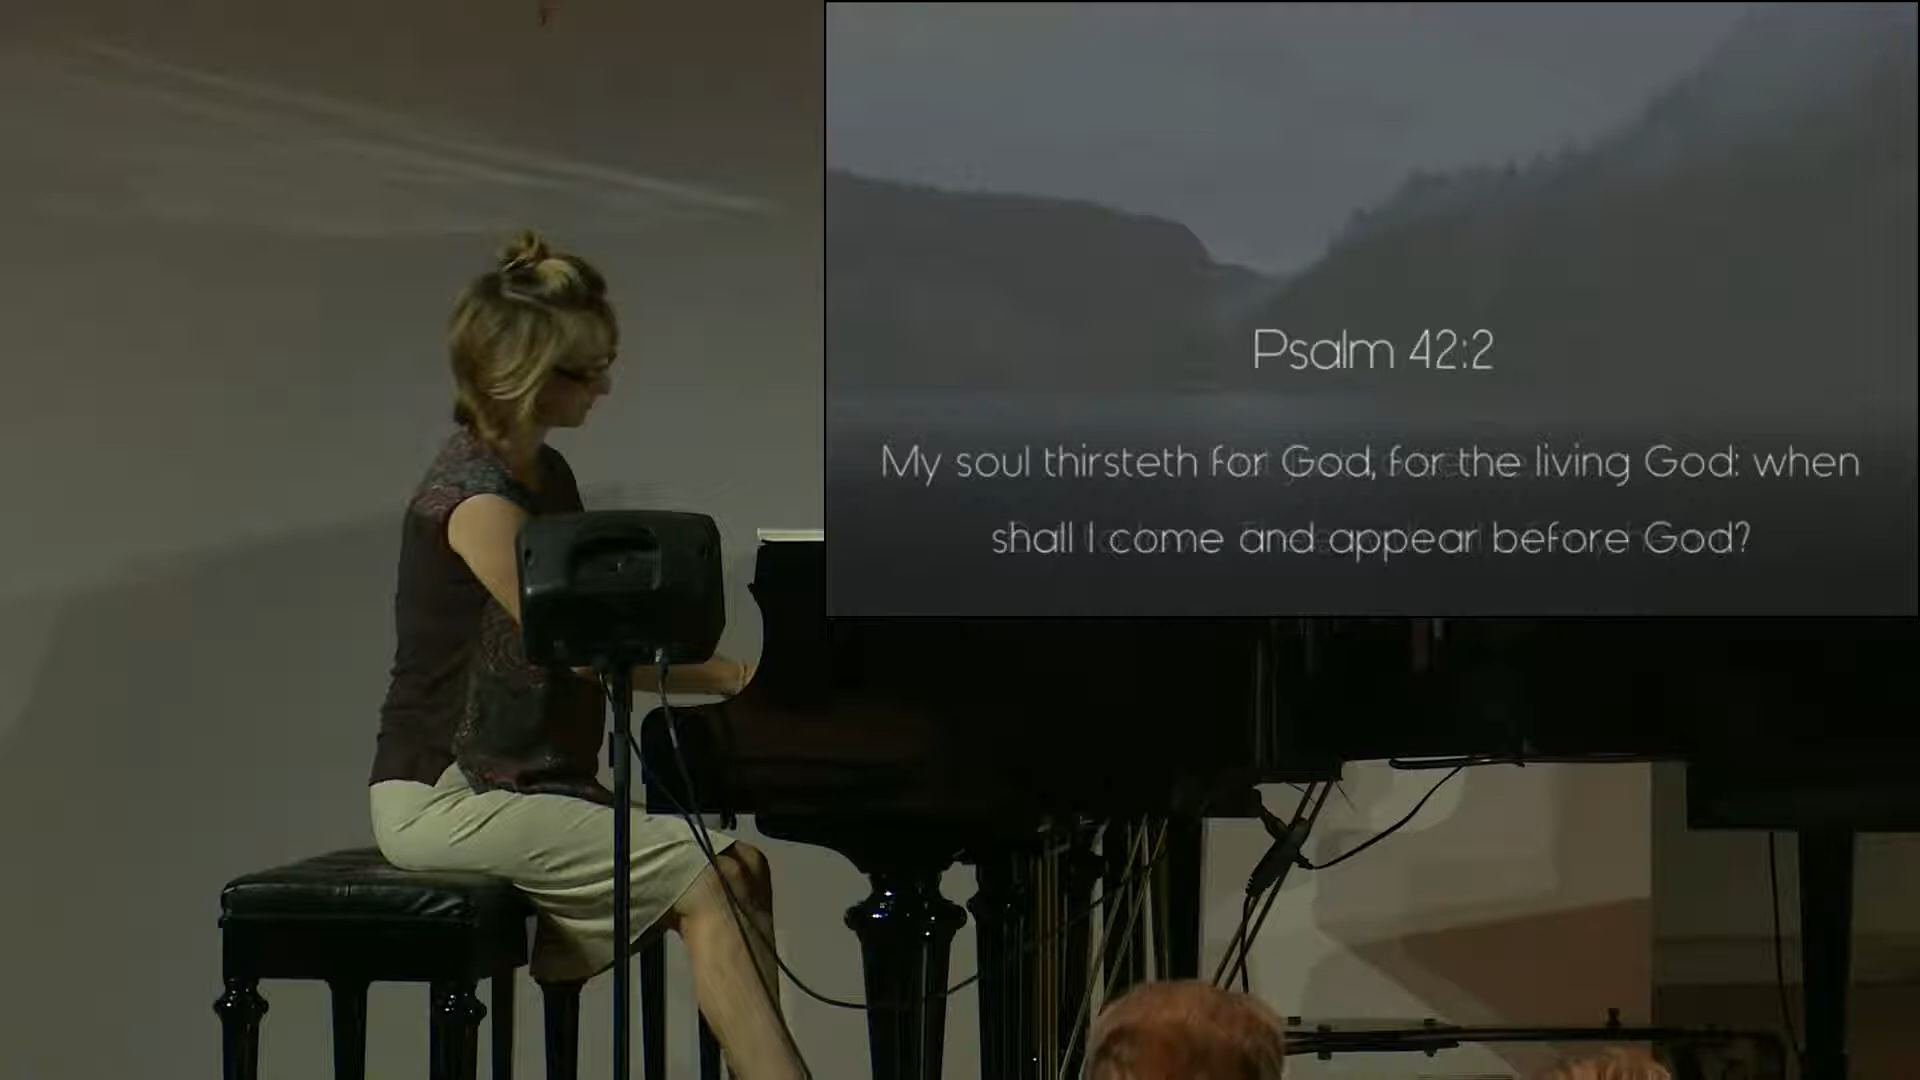 Psalm 42:2
My soul thirsteth for God, for the living God: when
shall I come and appear before God?